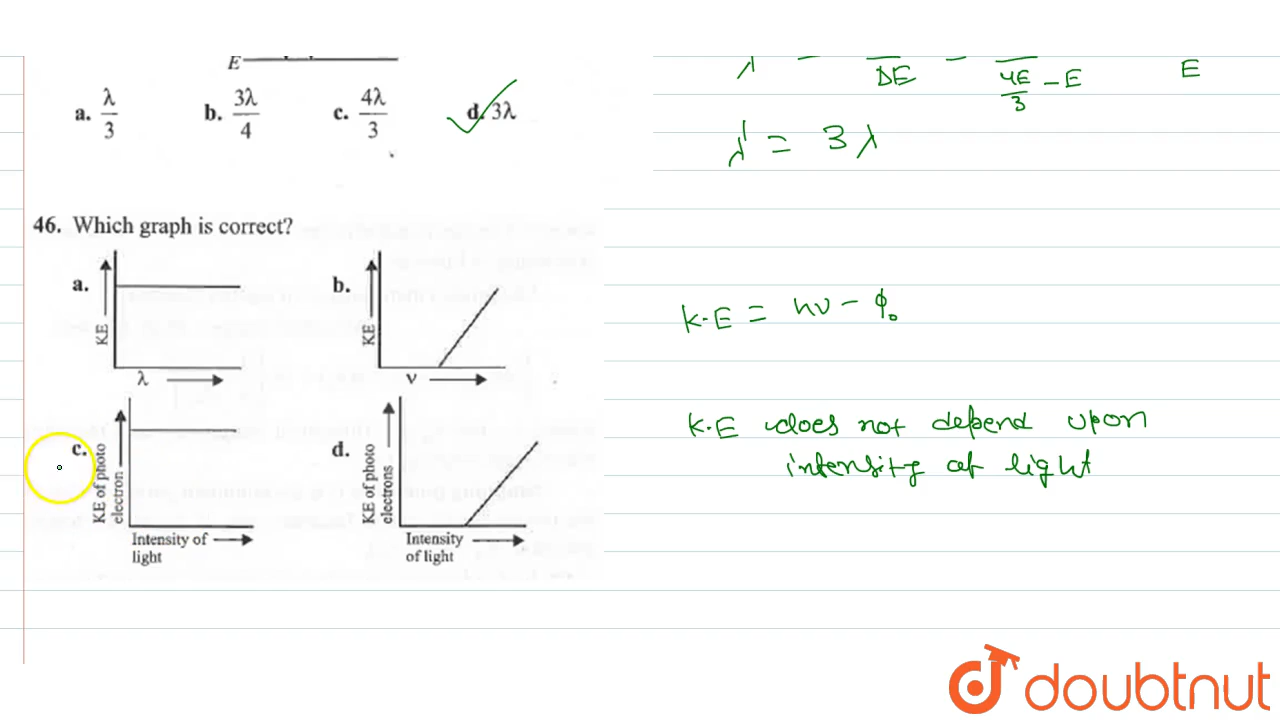 E
a. λ/3 b. 3λ/4 c. 4λ/3 d. 3λ
46. Which graph is correct?
a. KE λ
b. KE ν
c. KE of photo electron
Intensity of light
d. KE of photo electrons
Intensity of light
λ = — = —
ΔE 4E/3 - E E
λ' = 3λ
K.E = hν - ϕ₀
K.E does not depend upon
intensity of light
doubtnut